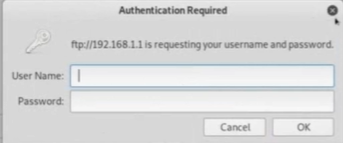 Authentication Required
ftp://192.168.1.1 is requesting your username and password.
User Name:
Password:
Cancel OK